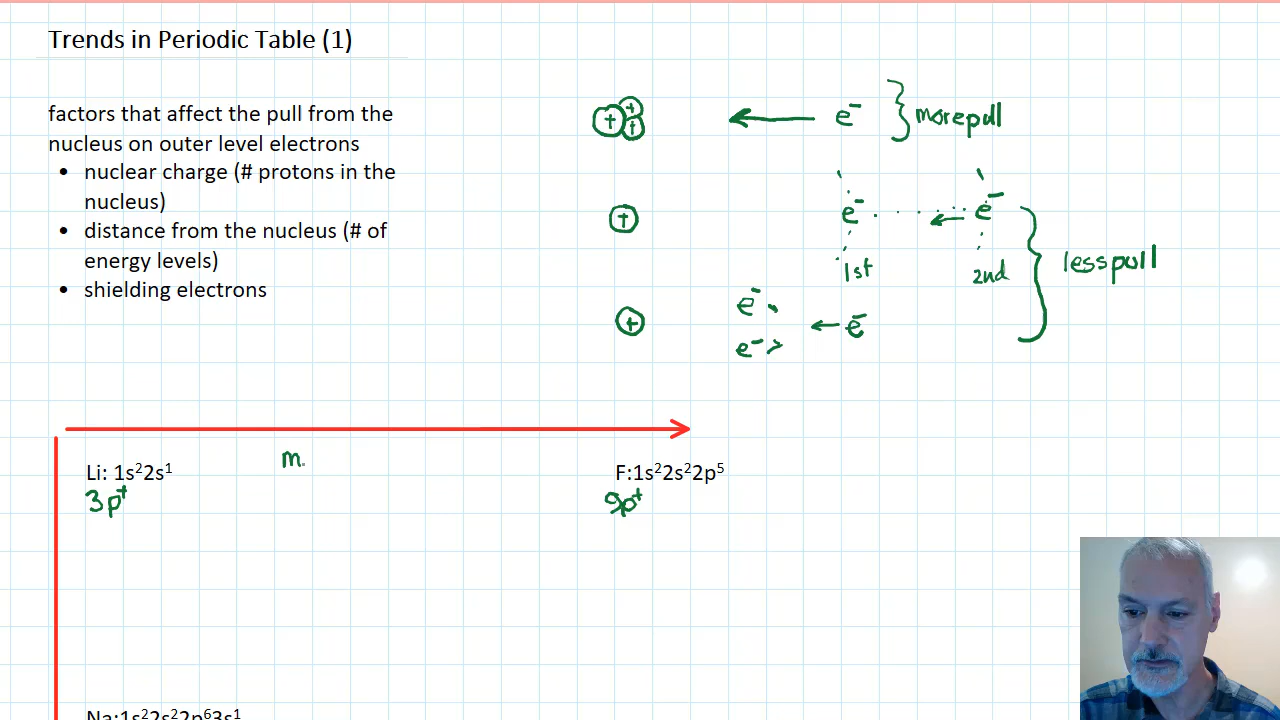 Trends in Periodic Table (1)
factors that affect the pull from the
nucleus on outer level electrons
• nuclear charge (# protons in the
nucleus)
• distance from the nucleus (# of
energy levels)
• shielding electrons
+ + + e⁻ more pull
+ e⁻ e⁻
1st 2nd
less pull
e⁻
+ e⁻
e⁻
m
Li: 1s²2s¹ F:1s²2s²2p⁵
3p⁺ 9p⁺
Na:1s²2s²2p⁶3s¹